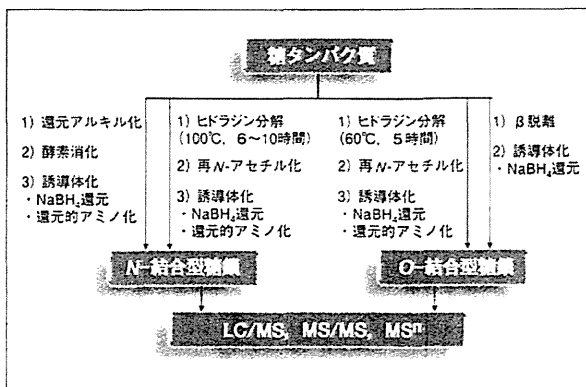 糖タンパク質
1) 還元アルキル化
2) 酵素消化
3) 誘導体化
・NaBH₄還元
・還元的アミノ化
1) ヒドラジン分解
(100℃, 6〜10時間)
2) 再N-アセチル化
3) 誘導体化
・NaBH₄還元
・還元的アミノ化
1) ヒドラジン分解
(60℃, 5時間)
2) 再N-アセチル化
3) 誘導体化
・NaBH₄還元
・還元的アミノ化
1) β脱離
2) 誘導体化
・NaBH₄還元
N-結合型糖鎖
O-結合型糖鎖
LC/MS, MS/MS, MSⁿ